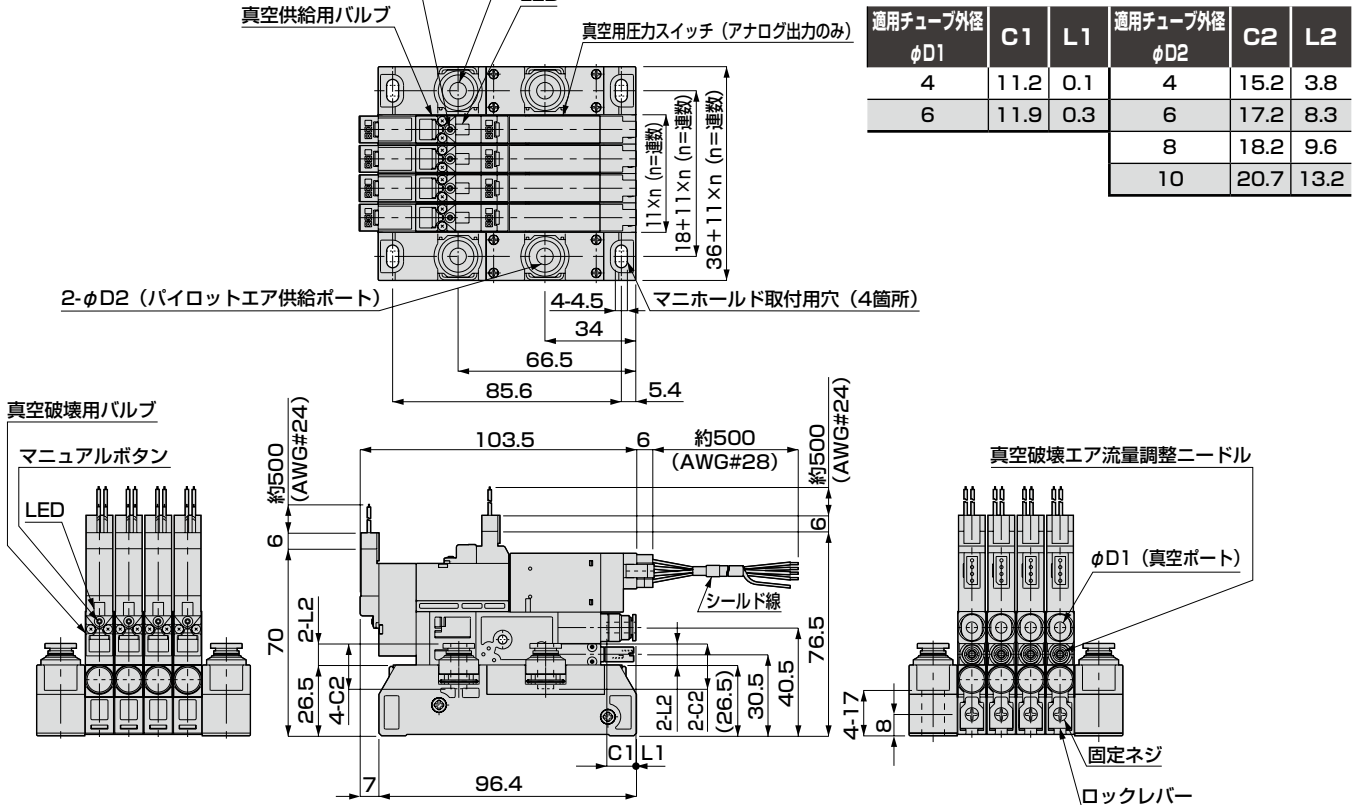 真空供給用バルブ
真空用圧力スイッチ（アナログ出力のみ）
適用チューブ外径 φD1 C1 L1 適用チューブ外径 φD2 C2 L2
4 11.2 0.1 4 15.2 3.8
6 11.9 0.3 6 17.2 8.3
8 18.2 9.6
10 20.7 13.2
11×n（n＝連数）
18＋11×n（n＝連数）
36＋11×n（n＝連数）
2-φD2（パイロットエア供給ポート）
4-4.5
マニホールド取付用穴（4箇所）
34
66.5
85.6
5.4
真空破壊用バルブ
マニュアルボタン
LED
約500
(AWG#24)
6
70
2-L2
26.5
4-C2
103.5
6
約500
(AWG#28)
約500
(AWG#24)
6
シールド線
76.5
2-L2
2-C2
(26.5)
30.5
40.5
C1
L1
7
96.4
真空破壊エア流量調整ニードル
φD1（真空ポート）
4-17
8
固定ネジ
ロックレバー